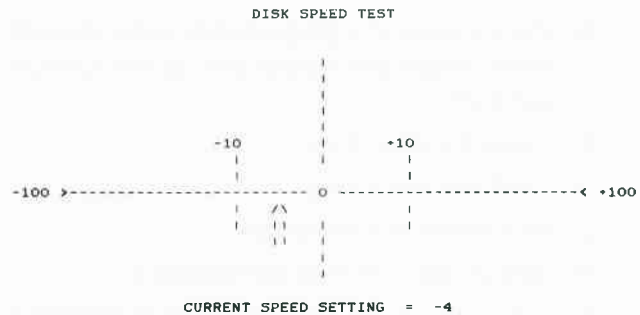 DISK SPEED TEST
-10 +10
-100 >------------------------ 0 ------------------------< +100
CURRENT SPEED SETTING = -4